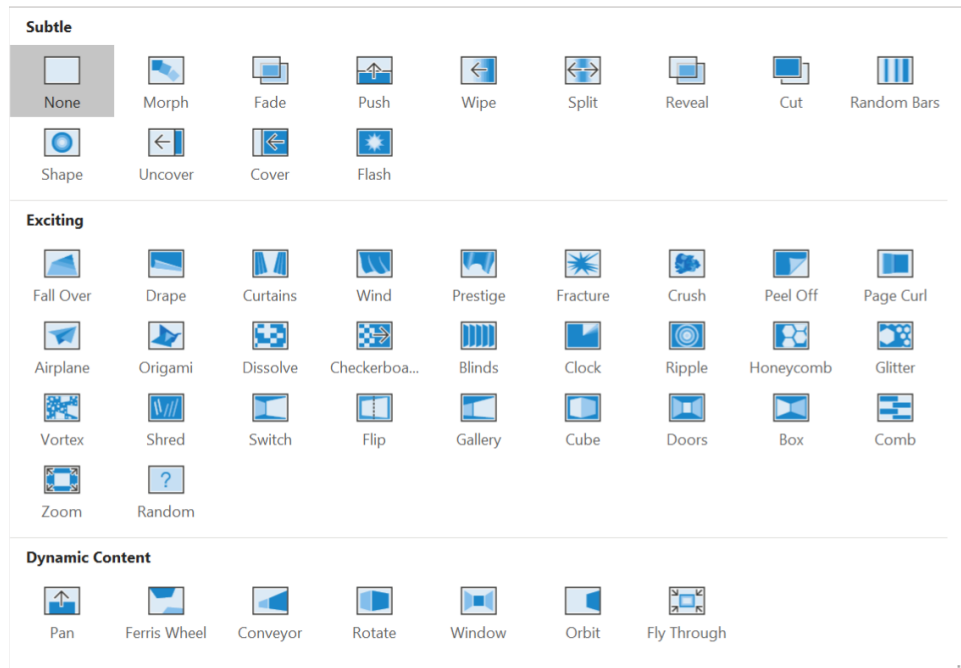 Subtle
None Morph Fade Push Wipe Split Reveal Cut Random Bars
Shape Uncover Cover Flash
Exciting
Fall Over Drape Curtains Wind Prestige Fracture Crush Peel Off Page Curl
Airplane Origami Dissolve Checkerboa... Blinds Clock Ripple Honeycomb Glitter
Vortex Shred Switch Flip Gallery Cube Doors Box Comb
?
Zoom Random
Dynamic Content
Pan Ferris Wheel Conveyor Rotate Window Orbit Fly Through